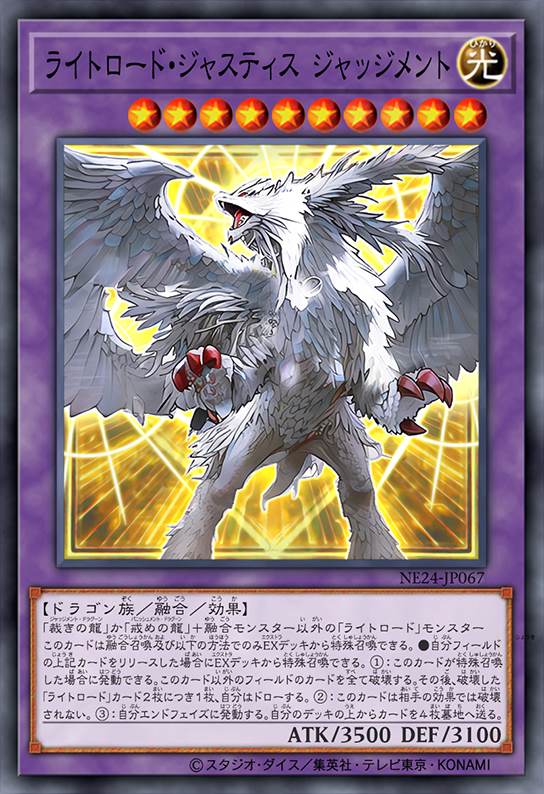 ライトロード・ジャスティス ジャッジメント
光
NE24-JP067
【ドラゴン族/融合/効果】
「裁きの龍」か「戒めの龍」+融合モンスター以外の「ライトロード」モンスター
このカードは融合召喚及び以下の方法でのみEXデッキから特殊召喚できる。●自分フィールド
の上記カードをリリースした場合にEXデッキから特殊召喚できる。①:このカードが特殊召喚
した場合に発動できる。このカード以外のフィールドのカードを全て破壊する。その後、破壊した
「ライトロード」カード2枚につき1枚、自分はドローする。②:このカードは相手の効果では破壊
されない。③:自分エンドフェイズに発動する。自分のデッキの上からカードを4枚墓地へ送る。
ATK/3500 DEF/3100
©スタジオ・ダイス/集英社・テレビ東京・KONAMI